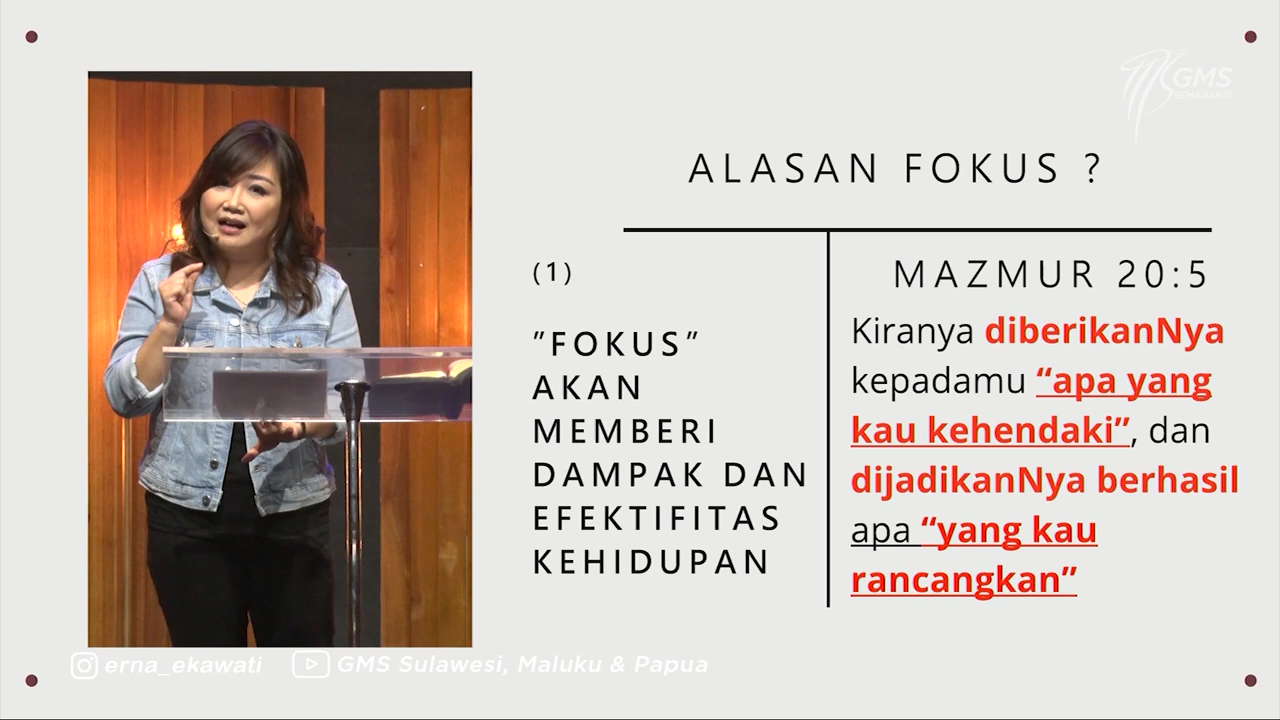 GMS
SEMARANG
ALASAN FOKUS ?
(1)
”FOKUS”
AKAN
MEMBERI
DAMPAK DAN
EFEKTIFITAS
KEHIDUPAN
MAZMUR 20:5
Kiranya diberikanNya
kepadamu “apa yang
kau kehendaki”, dan
dijadikanNya berhasil
apa “yang kau
rancangkan”
erna_ekawati GMS Sulawesi, Maluku & Papua